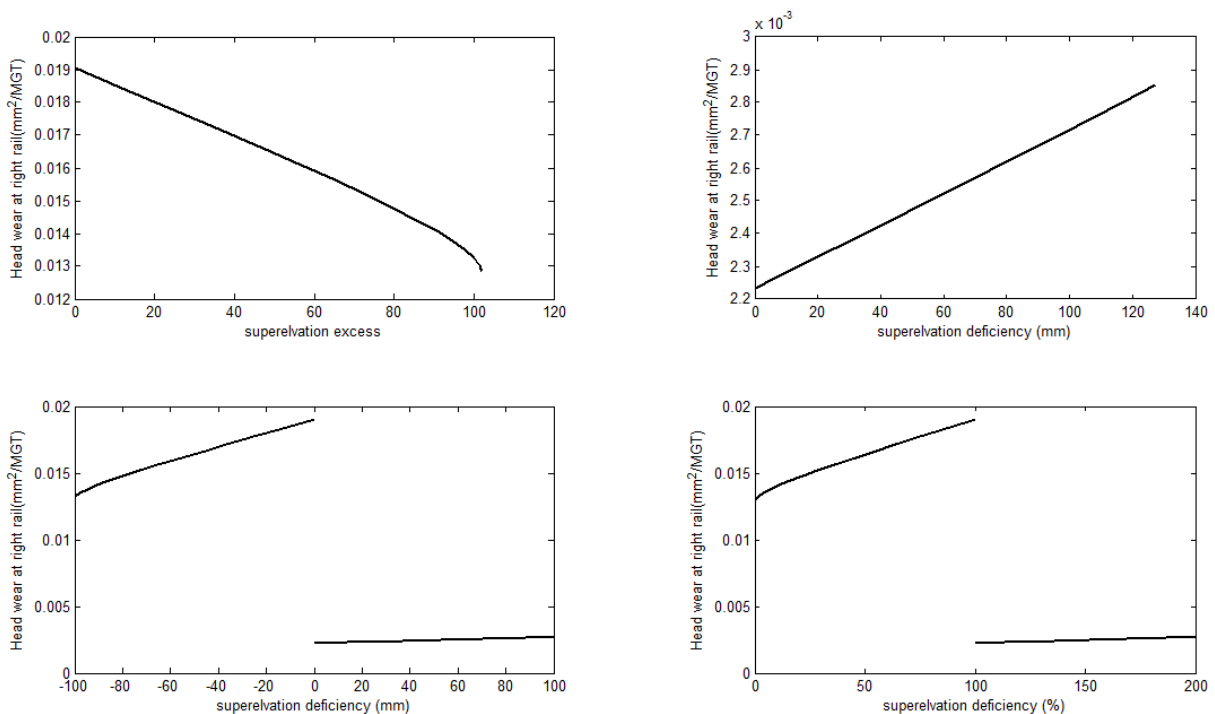 0.02
0.019
0.018
0.017
0.016
0.015
0.014
0.013
0.012
0 20 40 60 80 100 120
Head wear at right rail(mm²/MGT)
superelvation excess
x 10⁻³
3
2.9
2.8
2.7
2.6
2.5
2.4
2.3
2.2
0 20 40 60 80 100 120 140
Head wear at right rail(mm²/MGT)
superelvation deficiency (mm)
0.02
0.015
0.01
0.005
0
-100 -80 -60 -40 -20 0 20 40 60 80 100
Head wear at right rail(mm²/MGT)
superelvation deficiency (mm)
0.02
0.015
0.01
0.005
0
0 50 100 150 200
Head wear at right rail(mm²/MGT)
superelvation deficiency (%)